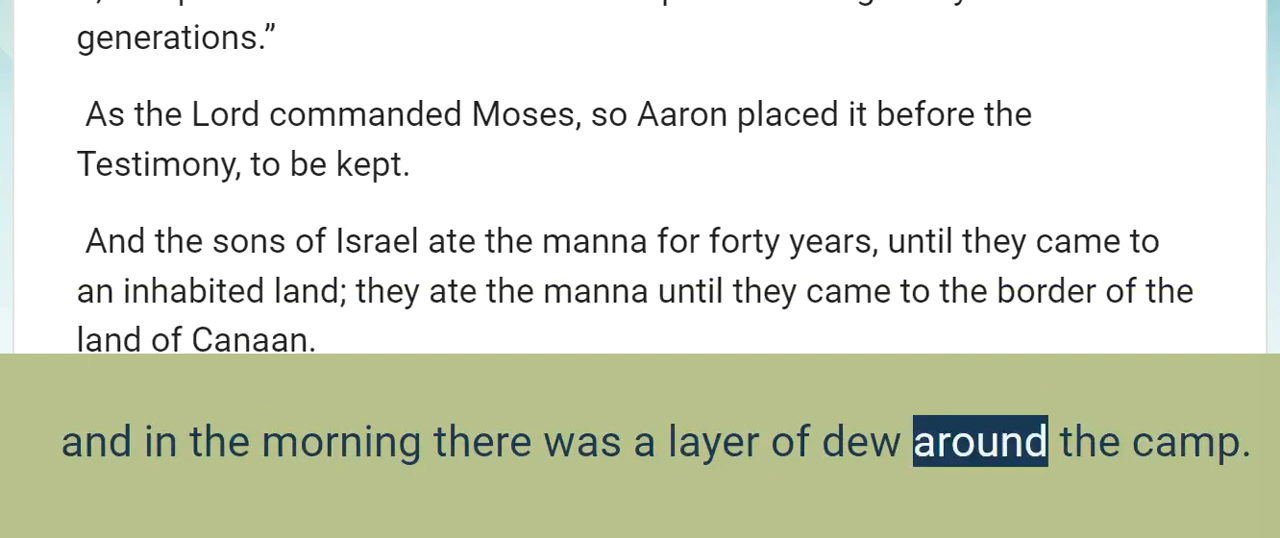 generations.”
As the Lord commanded Moses, so Aaron placed it before the
Testimony, to be kept.
And the sons of Israel ate the manna for forty years, until they came to
an inhabited land; they ate the manna until they came to the border of the
land of Canaan.
and in the morning there was a layer of dew around the camp.